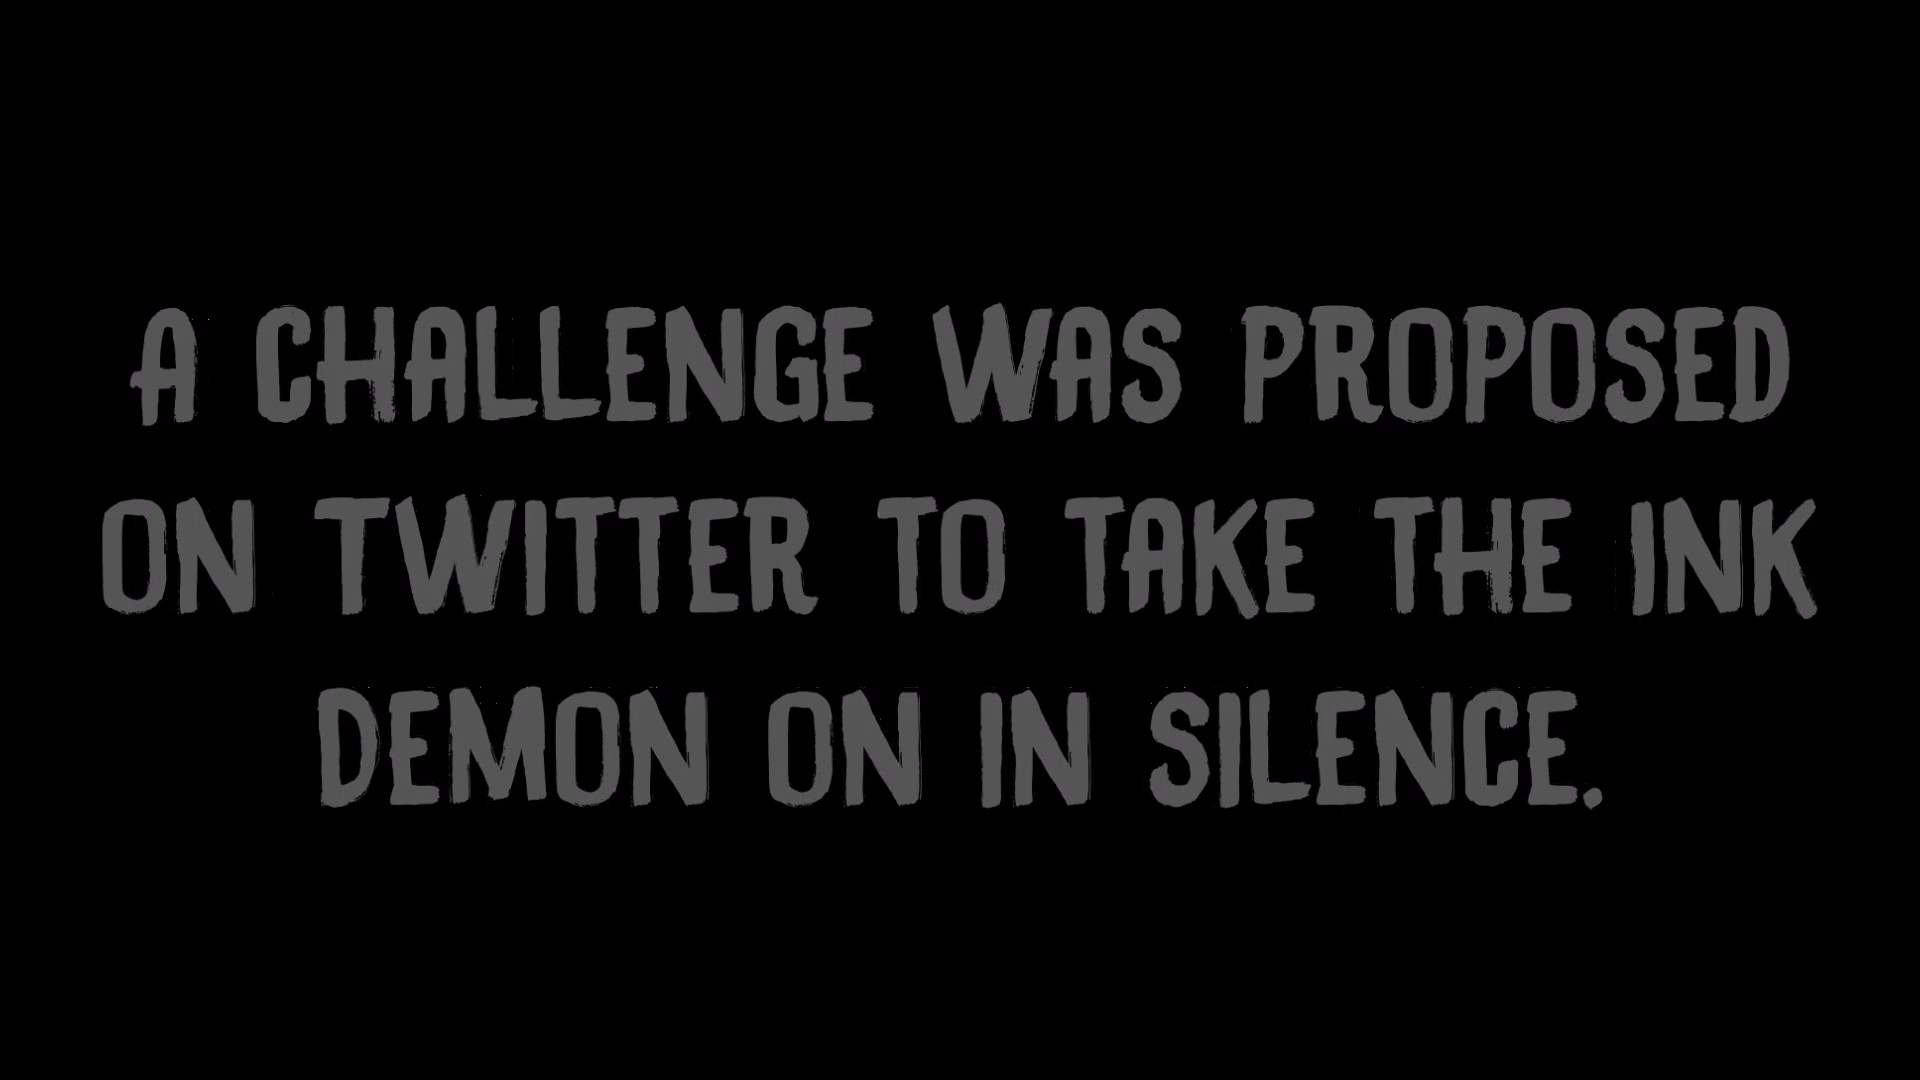 A CHALLENGE WAS PROPOSED
ON TWITTER TO TAKE THE INK
DEMON ON IN SILENCE.